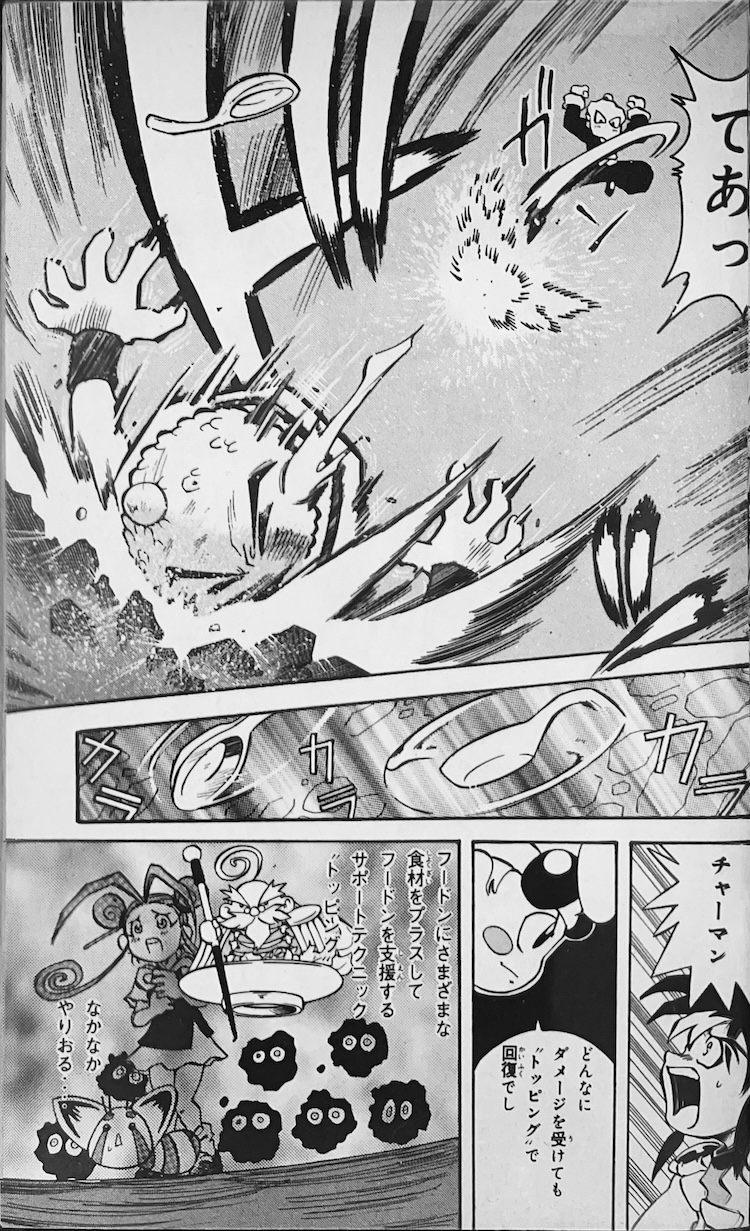 てあっ
ガ
ド
カラ
カラ
カラ
チャーマン
どんなに
ダメージを受けても
“トッピング”で
回復でし
フードンにさまざまな
食材をプラスして
フードンを支援する
サポートテクニック
“トッピング”
なかなか
やりおる…